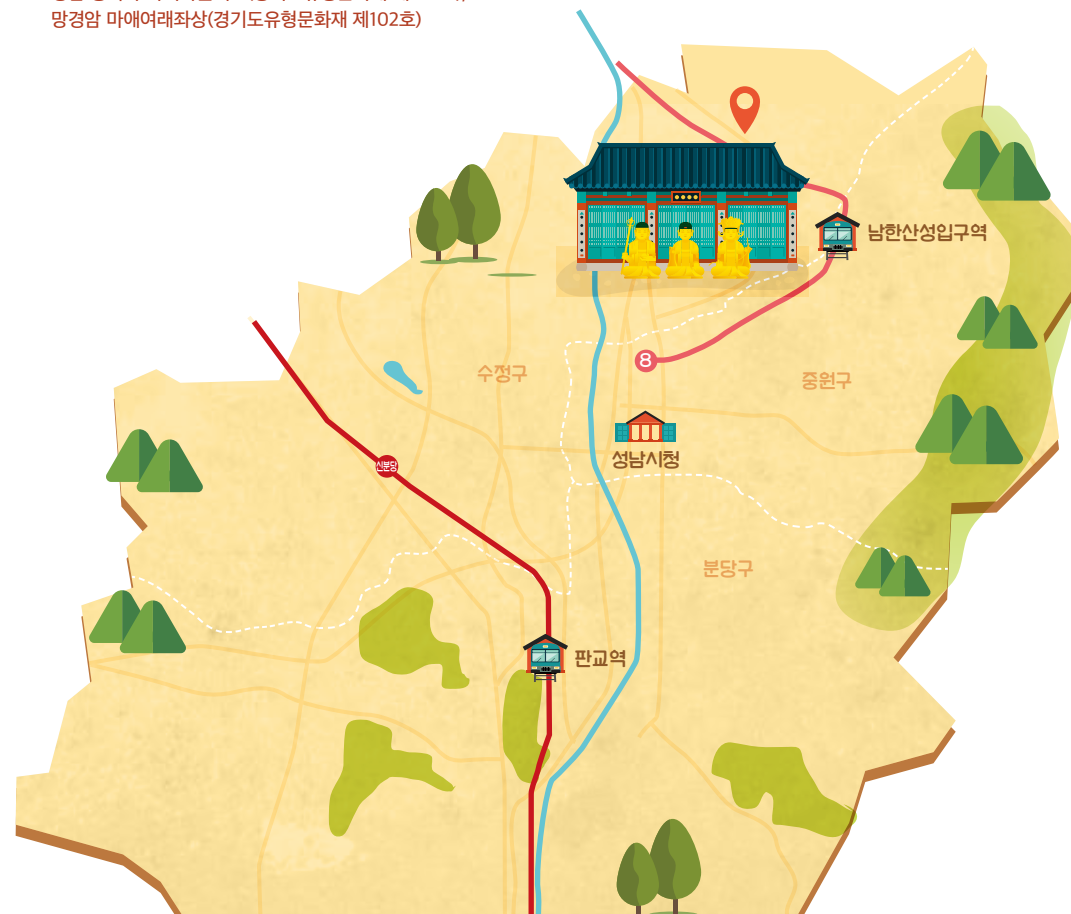 망경암 마애여래좌상(경기도유형문화재 제102호)
남한산성입구역
8
수정구
중원구
성남시청
신분당
분당구
판교역